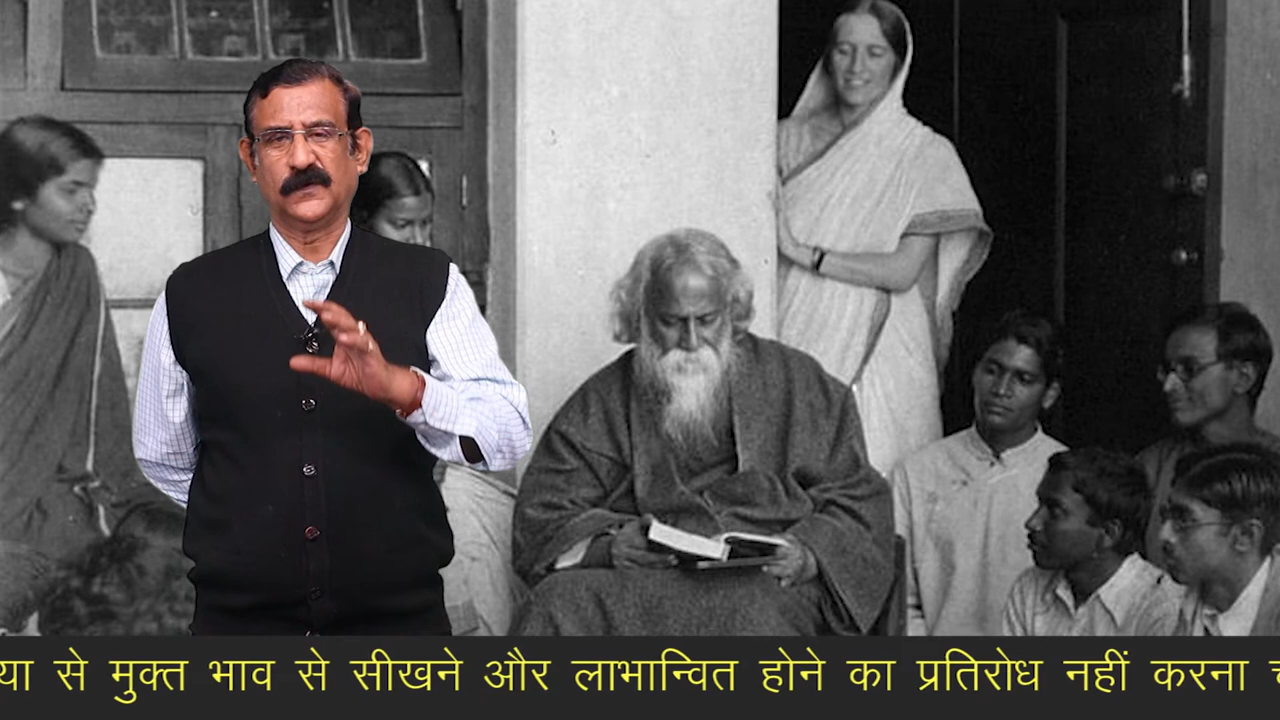 से मुक्त भाव से सीखने और लाभान्वित होने का प्रतिरोध नहीं करना